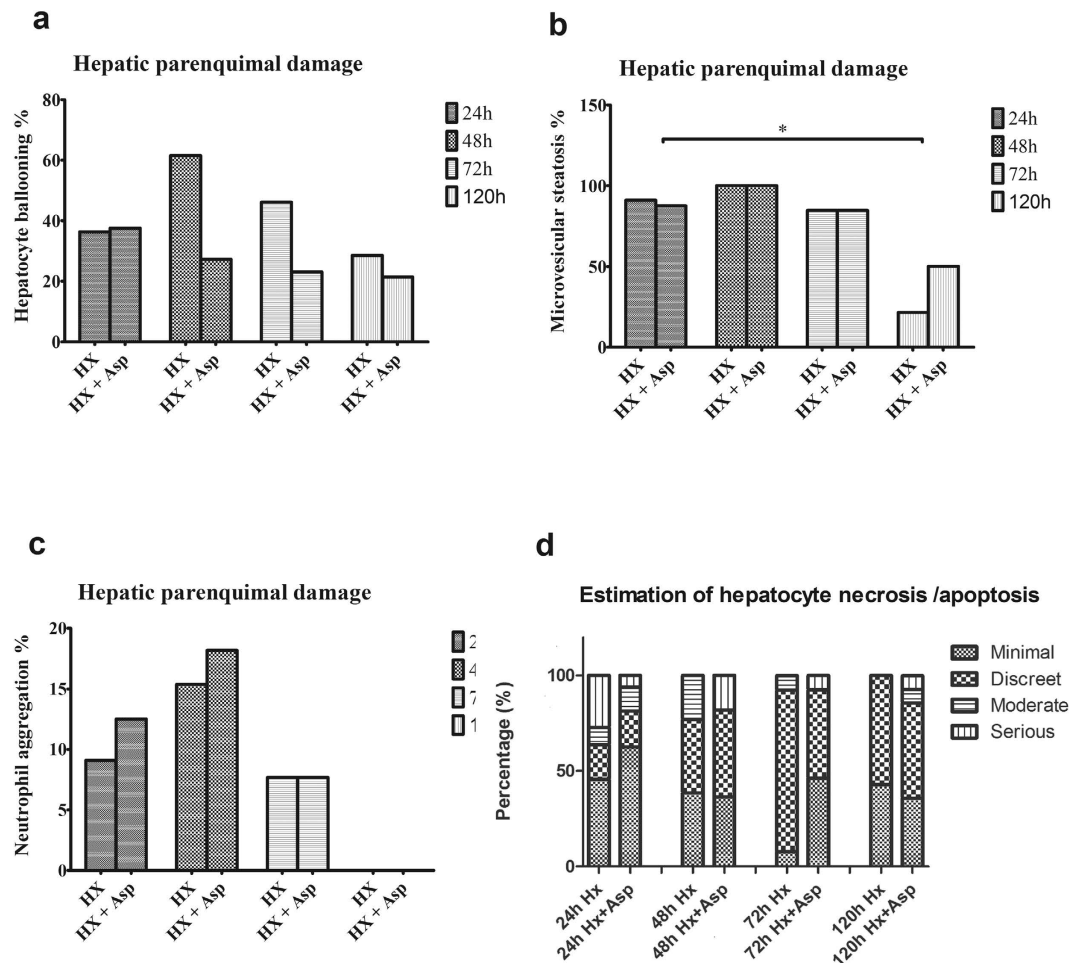 a
Hepatic parenquimal damage
Hepatocyte ballooning %
80
60
40
20
0
HX
HX + Asp
HX
HX + Asp
HX
HX + Asp
HX
HX + Asp
24h
48h
72h
120h
b
Hepatic parenquimal damage
Microvesicular steatosis %
150
100
50
0
*
HX
HX + Asp
HX
HX + Asp
HX
HX + Asp
HX
HX + Asp
24h
48h
72h
120h
c
Hepatic parenquimal damage
Neutrophil aggregation %
20
15
10
5
0
HX
HX + Asp
HX
HX + Asp
HX
HX + Asp
HX
HX + Asp
2
4
7
1
d
Estimation of hepatocyte necrosis /apoptosis
Percentage (%)
100
50
0
24h Hx
24h Hx+Asp
48h Hx
48h Hx+Asp
72h Hx
72h Hx+Asp
120h Hx
120h Hx+Asp
Minimal
Discreet
Moderate
Serious